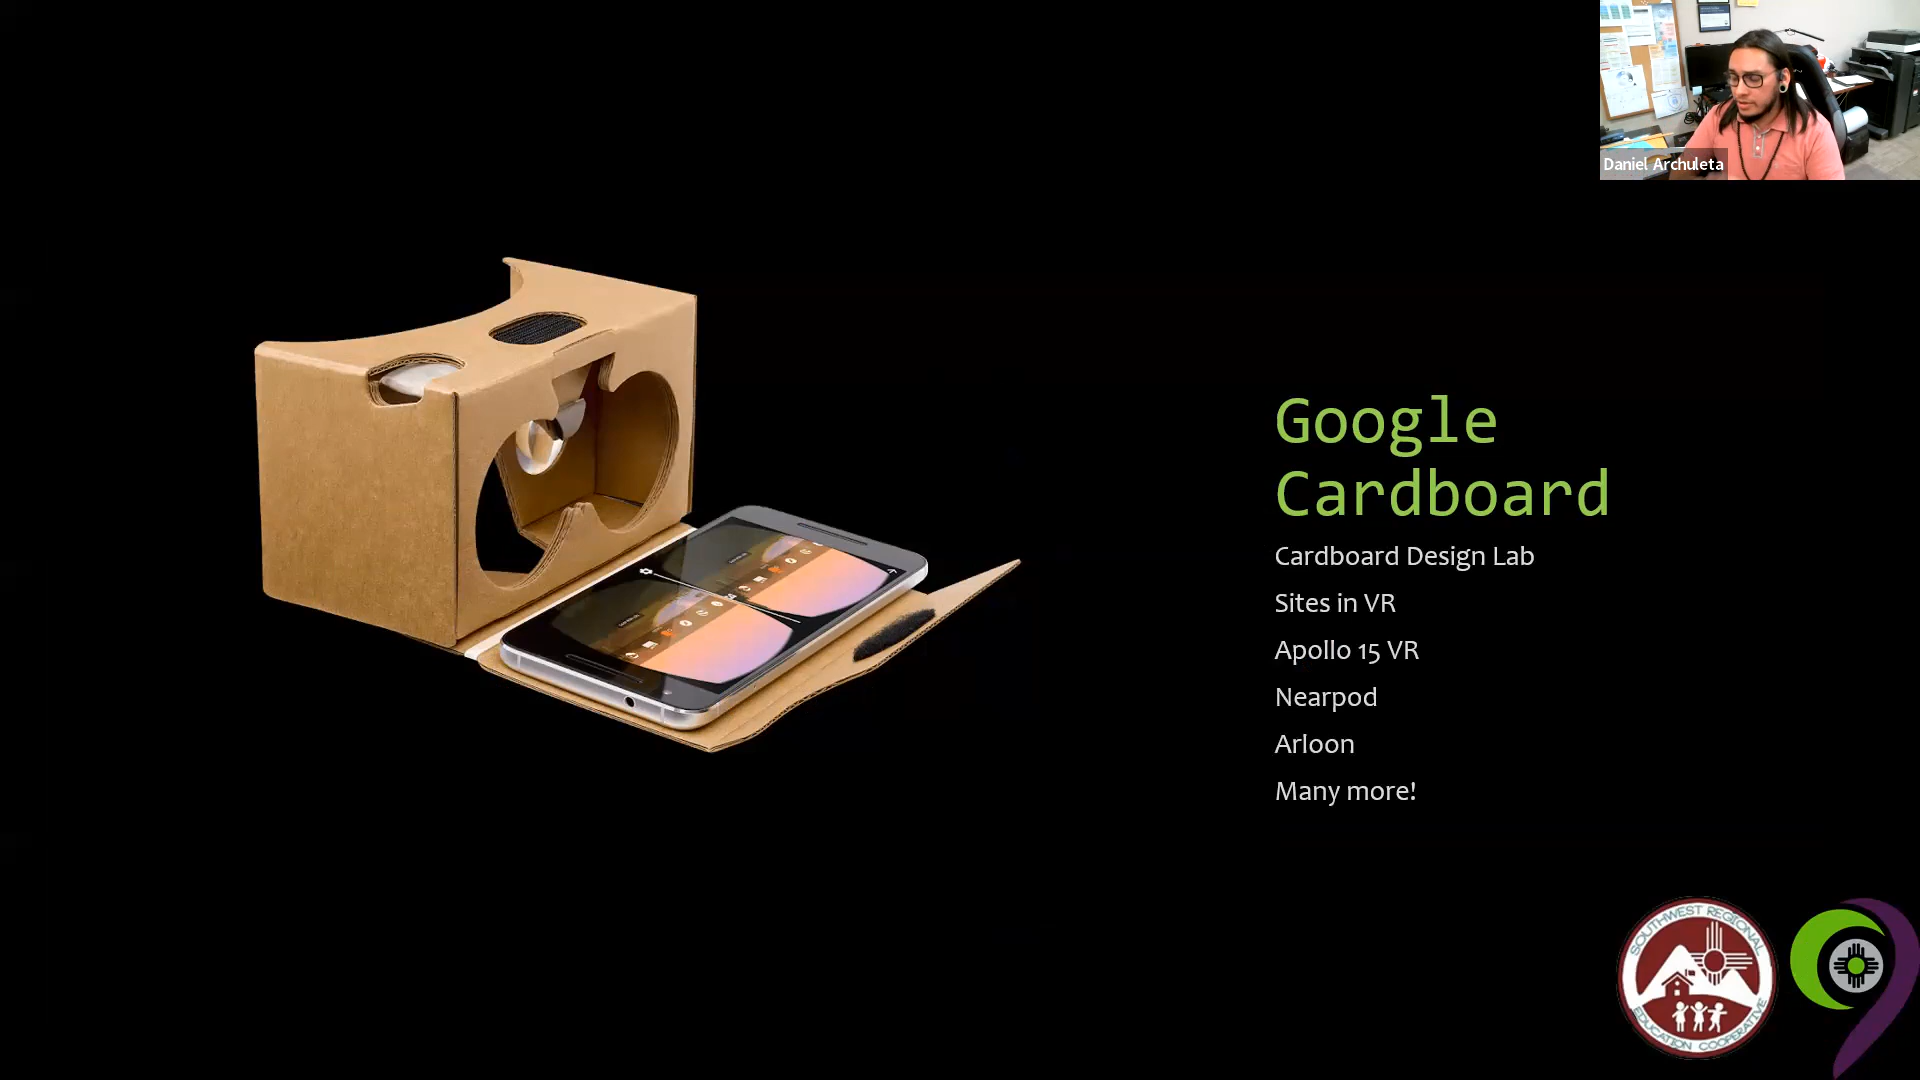 Daniel Archuleta
Google
Cardboard
Cardboard Design Lab
Sites in VR
Apollo 15 VR
Nearpod
Arloon
Many more!
SOUTHWEST REGIONAL
EDUCATION COOPERATIVE